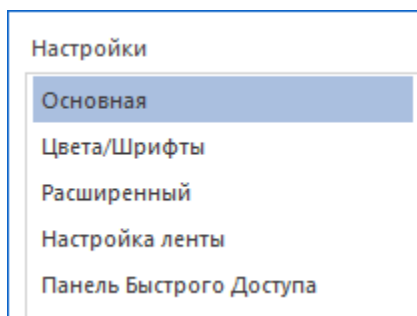 Настройки
Основная
Цвета/Шрифты
Расширенный
Настройка ленты
Панель Быстрого Доступа